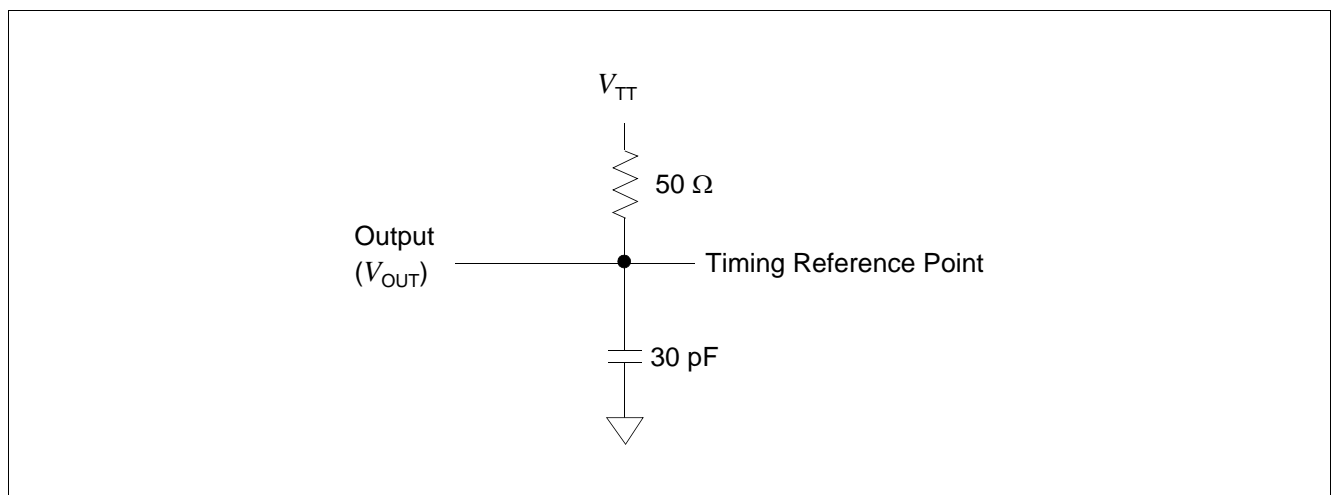 V_TT
50 Ω
Output
(V_OUT)
Timing Reference Point
30 pF